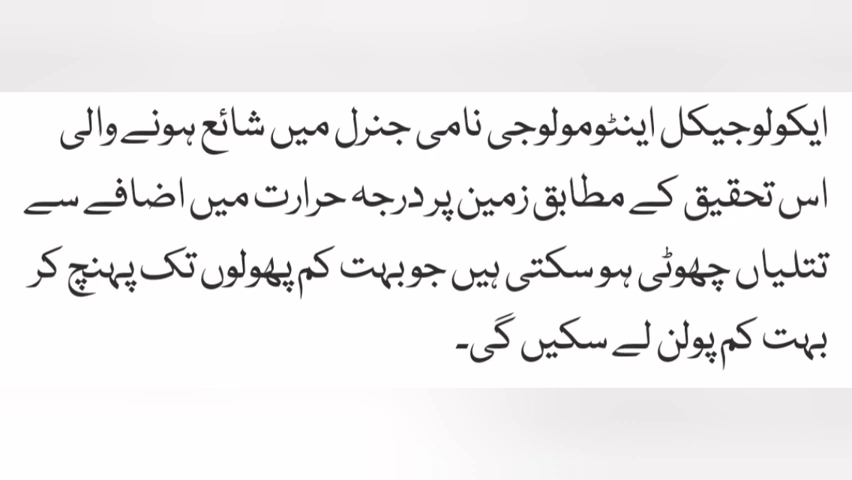 ایکولوجیکل اینٹومولوجی نامی جنرل میں شائع ہونے والی
اس تحقیق کے مطابق زمین پر درجہ حرارت میں اضافے سے
تتلیاں چھوٹی ہو سکتی ہیں جو بہت کم پھولوں تک پہنچ کر
بہت کم پولن لے سکیں گی۔